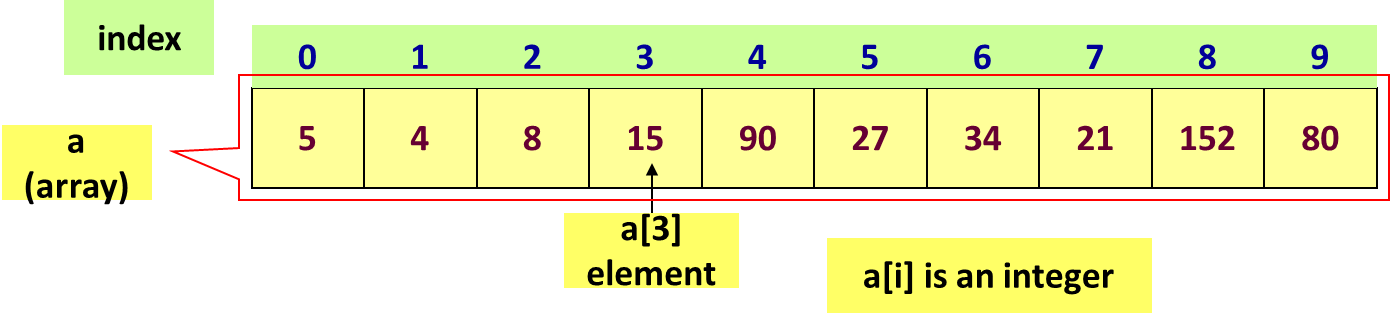 index
0 1 2 3 4 5 6 7 8 9
a
(array)
5 4 8 15 90 27 34 21 152 80
a[3]
element
a[i] is an integer